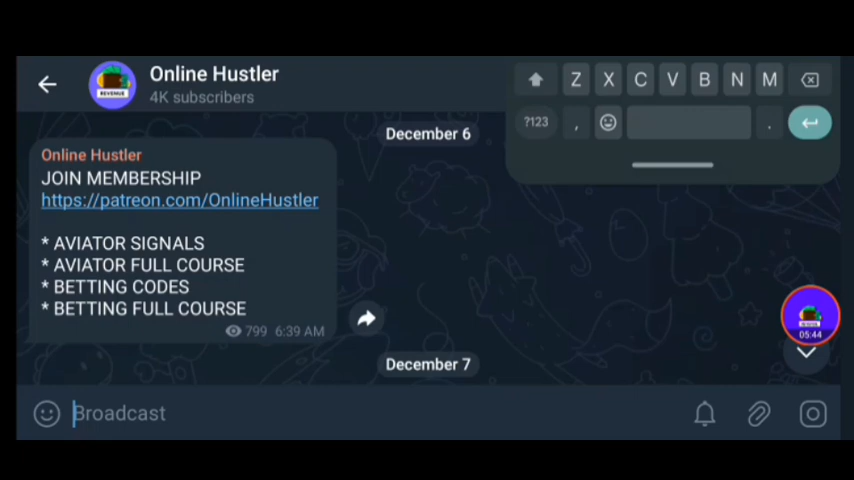 Online Hustler
4K subscribers
Z X C V B N M
?123 , .
December 6
Online Hustler
JOIN MEMBERSHIP
https://patreon.com/OnlineHustler
* AVIATOR SIGNALS
* AVIATOR FULL COURSE
* BETTING CODES
* BETTING FULL COURSE
799 6:39 AM
December 7
Broadcast
REVENUE
05:44